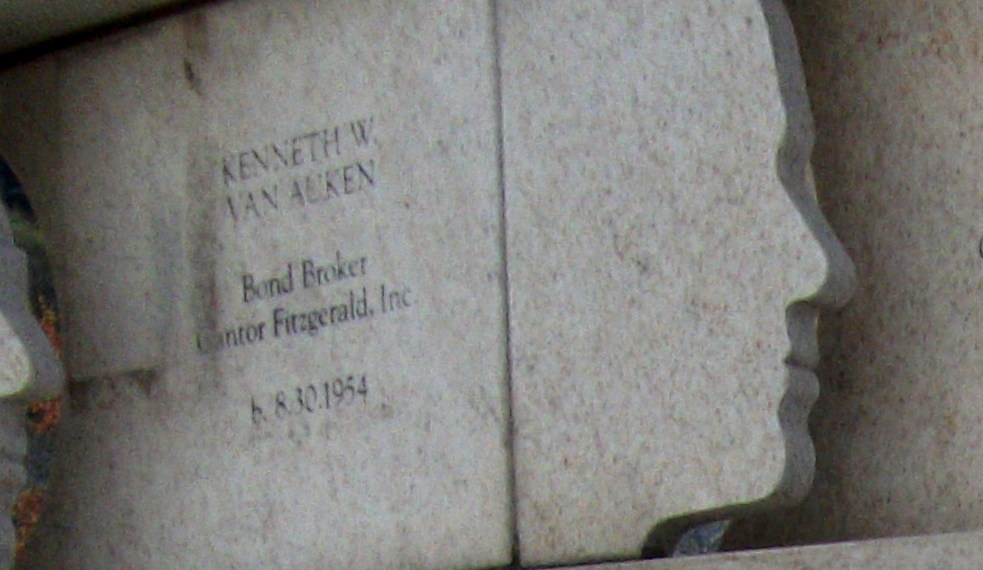 KENNETH W.
VAN AUKEN
Bond Broker
Cantor Fitzgerald, Inc.
b. 8.30.1954